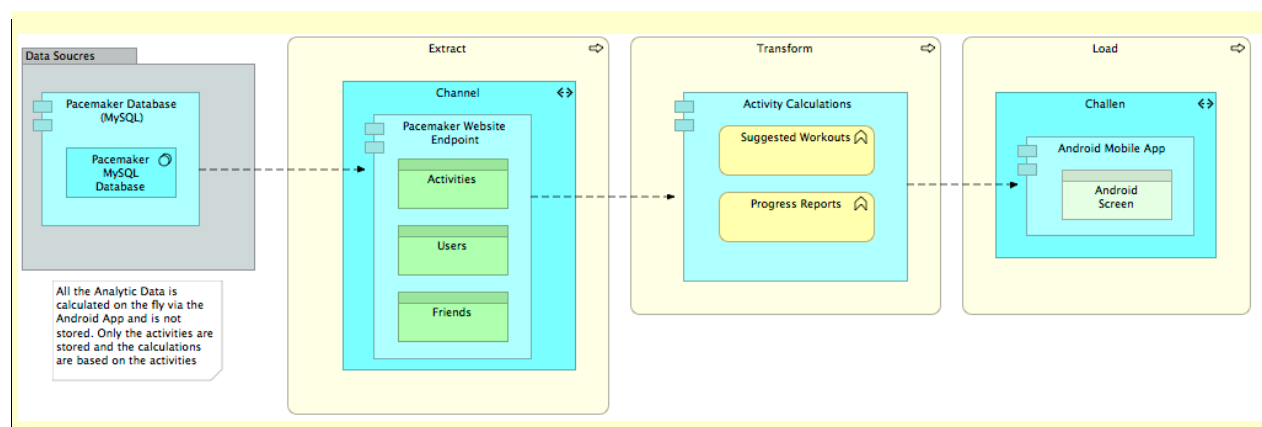 Data Soucres
Pacemaker Database
(MySQL)
Pacemaker
MySQL
Database
All the Analytic Data is
calculated on the fly via the
Android App and is not
stored. Only the activities are
stored and the calculations
are based on the activities
Extract
Channel
Pacemaker Website
Endpoint
Activities
Users
Friends
Transform
Activity Calculations
Suggested Workouts
Progress Reports
Load
Challen
Android Mobile App
Android
Screen